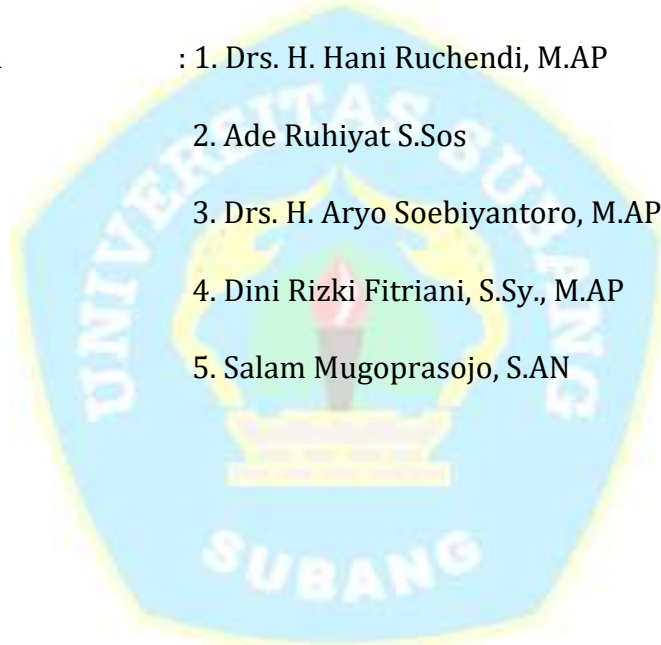 : 1. Drs. H. Hani Ruchendi, M.AP
2. Ade Ruhiyat S.Sos
3. Drs. H. Aryo Soebiyantoro, M.AP
4. Dini Rizki Fitriani, S.Sy., M.AP
5. Salam Mugoprasojo, S.AN
UNIVERSITAS SUBANG
SUBANG